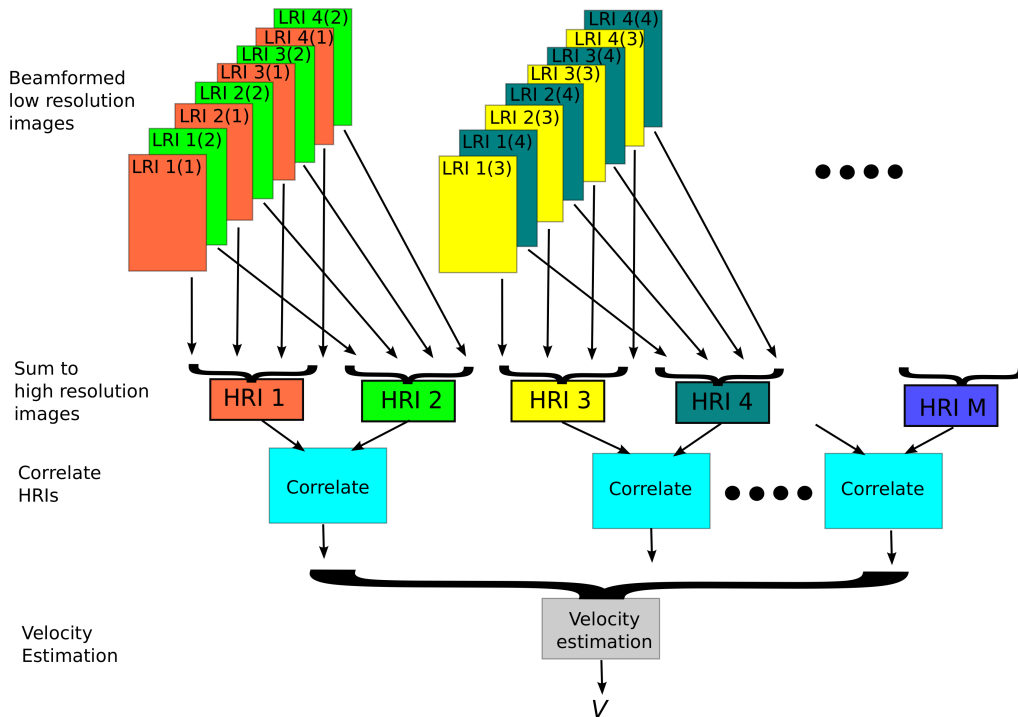 LRI 4(2)
LRI 4(1)
LRI 3(2)
LRI 3(1)
LRI 2(2)
LRI 2(1)
LRI 1(2)
LRI 1(1)
LRI 4(4)
LRI 4(3)
LRI 3(4)
LRI 3(3)
LRI 2(4)
LRI 2(3)
LRI 1(4)
LRI 1(3)
Beamformed
low resolution
images
Sum to
high resolution
images
HRI 1
HRI 2
HRI 3
HRI 4
HRI M
Correlate
HRIs
Correlate
Correlate
Correlate
Velocity
Estimation
Velocity
estimation
V